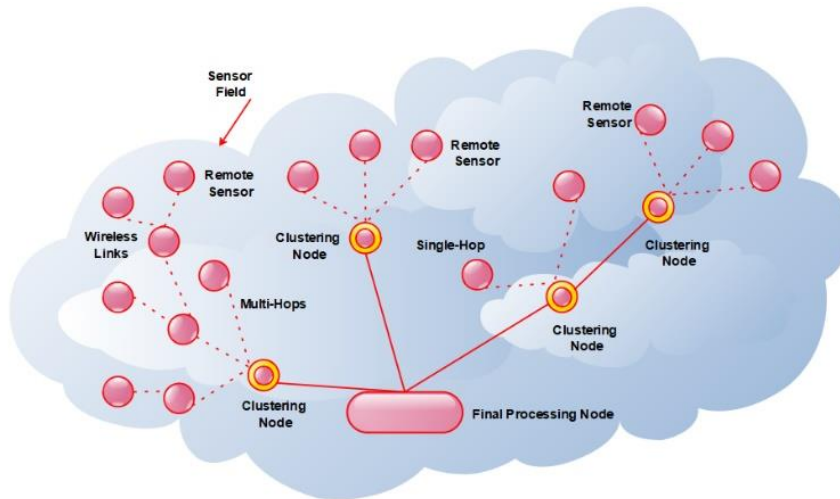 Sensor
Field
Remote
Sensor
Remote
Sensor
Remote
Sensor
Wireless
Links
Clustering
Node
Single-Hop
Clustering
Node
Multi-Hops
Clustering
Node
Clustering
Node
Final Processing Node